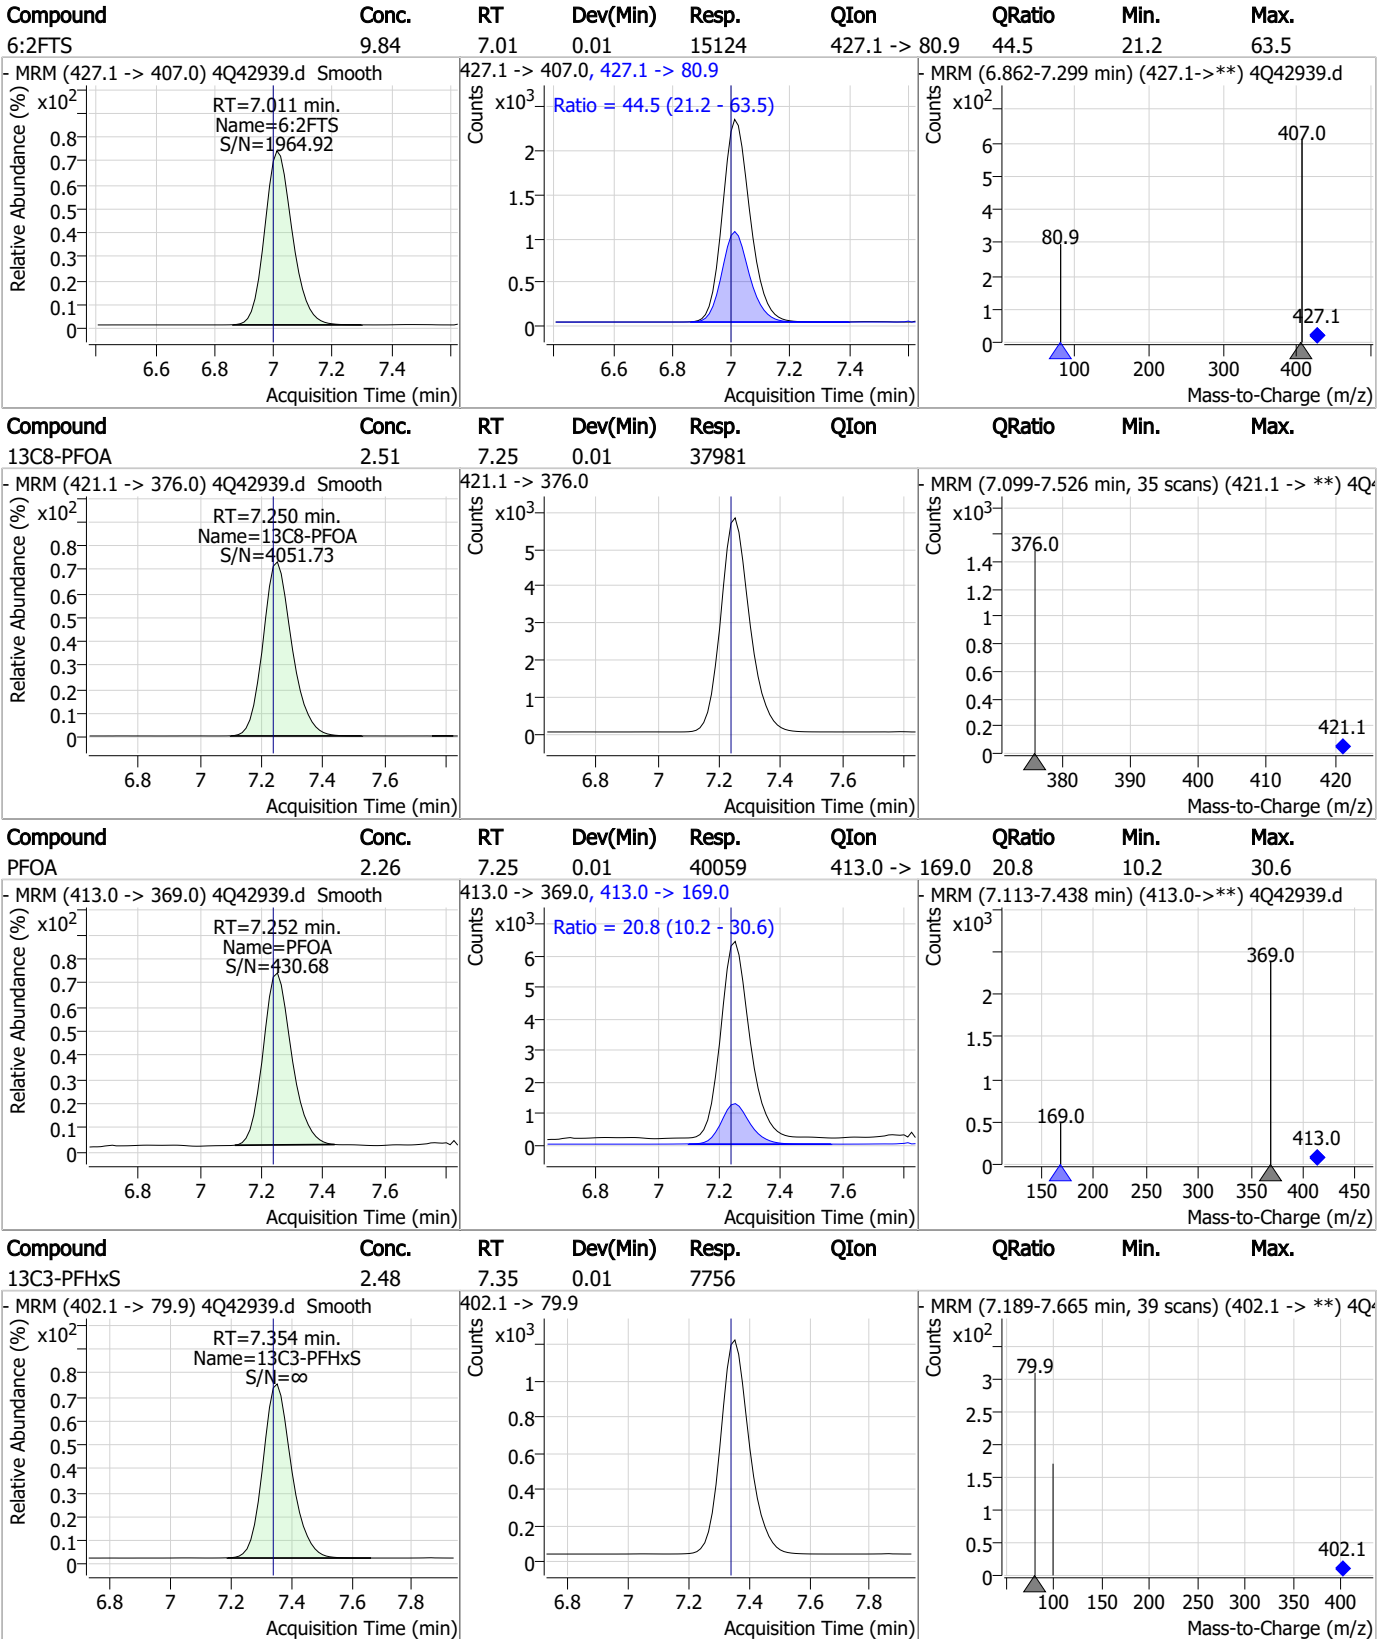 Compound Conc. RT Dev(Min) Resp. QIon QRatio Min. Max.
6:2FTS 9.84 7.01 0.01 15124 427.1 -> 80.9 44.5 21.2 63.5
- MRM (427.1 -> 407.0) 4Q42939.d Smooth
Relative Abundance (%)
x10²
RT=7.011 min.
Name=6:2FTS
S/N=1964.92
0.8
0.7
0.6
0.5
0.4
0.3
0.2
0.1
0
6.6 6.8 7 7.2 7.4
Acquisition Time (min)
427.1 -> 407.0, 427.1 -> 80.9
Counts
x10³
Ratio = 44.5 (21.2 - 63.5)
2
1.5
1
0.5
0
6.6 6.8 7 7.2 7.4
Acquisition Time (min)
- MRM (6.862-7.299 min) (427.1->**) 4Q42939.d
Counts
x10²
407.0
6
5
4
3
2
1
0
80.9
427.1
100 200 300 400
Mass-to-Charge (m/z)
Compound Conc. RT Dev(Min) Resp. QIon QRatio Min. Max.
13C8-PFOA 2.51 7.25 0.01 37981
- MRM (421.1 -> 376.0) 4Q42939.d Smooth
Relative Abundance (%)
x10²
RT=7.250 min.
Name=13C8-PFOA
S/N=4051.73
0.8
0.7
0.6
0.5
0.4
0.3
0.2
0.1
0
6.8 7 7.2 7.4 7.6
Acquisition Time (min)
421.1 -> 376.0
Counts
x10³
5
4
3
2
1
0
6.8 7 7.2 7.4 7.6
Acquisition Time (min)
- MRM (7.099-7.526 min, 35 scans) (421.1 -> **) 4Q4
Counts
x10³
376.0
1.4
1.2
1
0.8
0.6
0.4
0.2
0
421.1
380 390 400 410 420
Mass-to-Charge (m/z)
Compound Conc. RT Dev(Min) Resp. QIon QRatio Min. Max.
PFOA 2.26 7.25 0.01 40059 413.0 -> 169.0 20.8 10.2 30.6
- MRM (413.0 -> 369.0) 4Q42939.d Smooth
Relative Abundance (%)
x10²
RT=7.252 min.
Name=PFOA
S/N=430.68
0.8
0.7
0.6
0.5
0.4
0.3
0.2
0.1
0
6.8 7 7.2 7.4 7.6
Acquisition Time (min)
413.0 -> 369.0, 413.0 -> 169.0
Counts
x10³
Ratio = 20.8 (10.2 - 30.6)
6
5
4
3
2
1
0
6.8 7 7.2 7.4 7.6
Acquisition Time (min)
- MRM (7.113-7.438 min) (413.0->**) 4Q42939.d
Counts
x10³
369.0
2
1.5
1
0.5
0
169.0
413.0
150 200 250 300 350 400 450
Mass-to-Charge (m/z)
Compound Conc. RT Dev(Min) Resp. QIon QRatio Min. Max.
13C3-PFHxS 2.48 7.35 0.01 7756
- MRM (402.1 -> 79.9) 4Q42939.d Smooth
Relative Abundance (%)
x10²
RT=7.354 min.
Name=13C3-PFHxS
S/N=∞
0.8
0.7
0.6
0.5
0.4
0.3
0.2
0.1
0
6.8 7 7.2 7.4 7.6 7.8
Acquisition Time (min)
402.1 -> 79.9
Counts
x10³
1
0.8
0.6
0.4
0.2
0
6.8 7 7.2 7.4 7.6 7.8
Acquisition Time (min)
- MRM (7.189-7.665 min, 39 scans) (402.1 -> **) 4Q4
Counts
x10²
79.9
3
2.5
2
1.5
1
0.5
0
402.1
100 150 200 250 300 350 400
Mass-to-Charge (m/z)